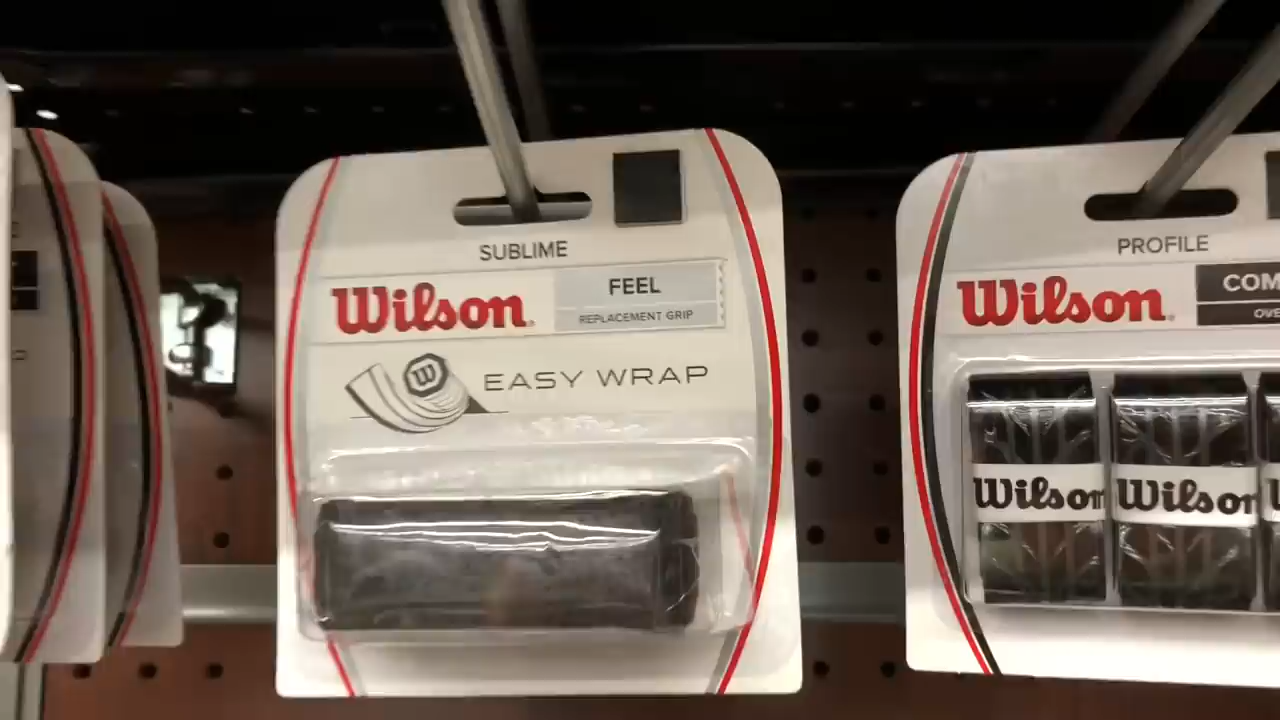 SUBLIME
Wilson
FEEL
REPLACEMENT GRIP
W
EASY WRAP
PROFILE
Wilson
COM
OVE
Wilson
Wilson